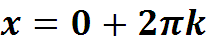 x = 0 + 2πk